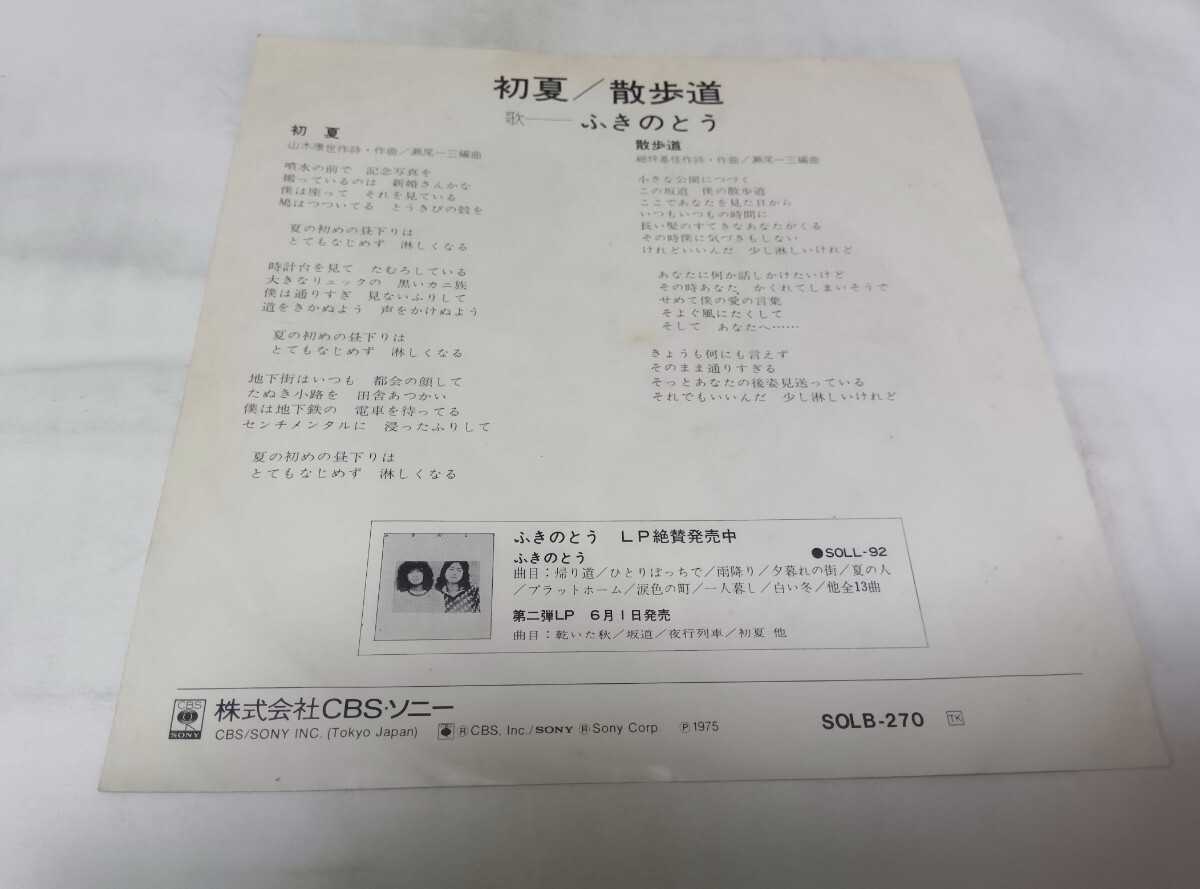 初夏／散歩道
歌――ふきのとう
初 夏
山木康世作詩・作曲／瀬尾一三編曲
噴水の前で 記念写真を
撮っているのは 新婚さんかな
僕は座って それを見ている
鳩はつついてる とうきびの殻を
夏の初めの昼下りは
とてもなじめず 淋しくなる
時計台を見て たむろしている
大きなリュックの 黒いカニ族
僕は通りすぎ 見ないふりして
道をきかぬよう 声をかけぬよう
夏の初めの昼下りは
とてもなじめず 淋しくなる
地下街はいつも 都会の顔して
たぬき小路を 田舎あつかい
僕は地下鉄の 電車を待ってる
センチメンタルに 浸ったふりして
夏の初めの昼下りは
とてもなじめず 淋しくなる
散歩道
細坪基佳作詩・作曲／瀬尾一三編曲
小さな公園につづく
この坂道 僕の散歩道
ここであなたを見た日から
いつもいつもの時間に
長い髪のすてきなあなたがくる
その時僕に気づきもしない
けれどいいんだ 少し淋しいけれど
あなたに何か話しかけたいけど
その時あなた かくれてしまいそうで
せめて僕の愛の言葉
そよぐ風にたくして
そして あなたへ……
きょうも何にも言えず
そのまま通りすぎる
そっとあなたの後姿見送っている
それでもいいんだ 少し淋しいけれど
ふきのとう LP絶賛発売中
ふきのとう ●SOLL-92
曲目：帰り道／ひとりぼっちで／雨降り／夕暮れの街／夏の人
／プラットホーム／涙色の町／一人暮し／白い冬／他全13曲
第二弾LP 6月1日発売
曲目：乾いた秋／坂道／夜行列車／初夏 他
CBS
SONY
株式会社CBS・ソニー
CBS/SONY INC. (Tokyo Japan) ®CBS, Inc./SONY ®Sony Corp. ℗1975
SOLB-270 TK